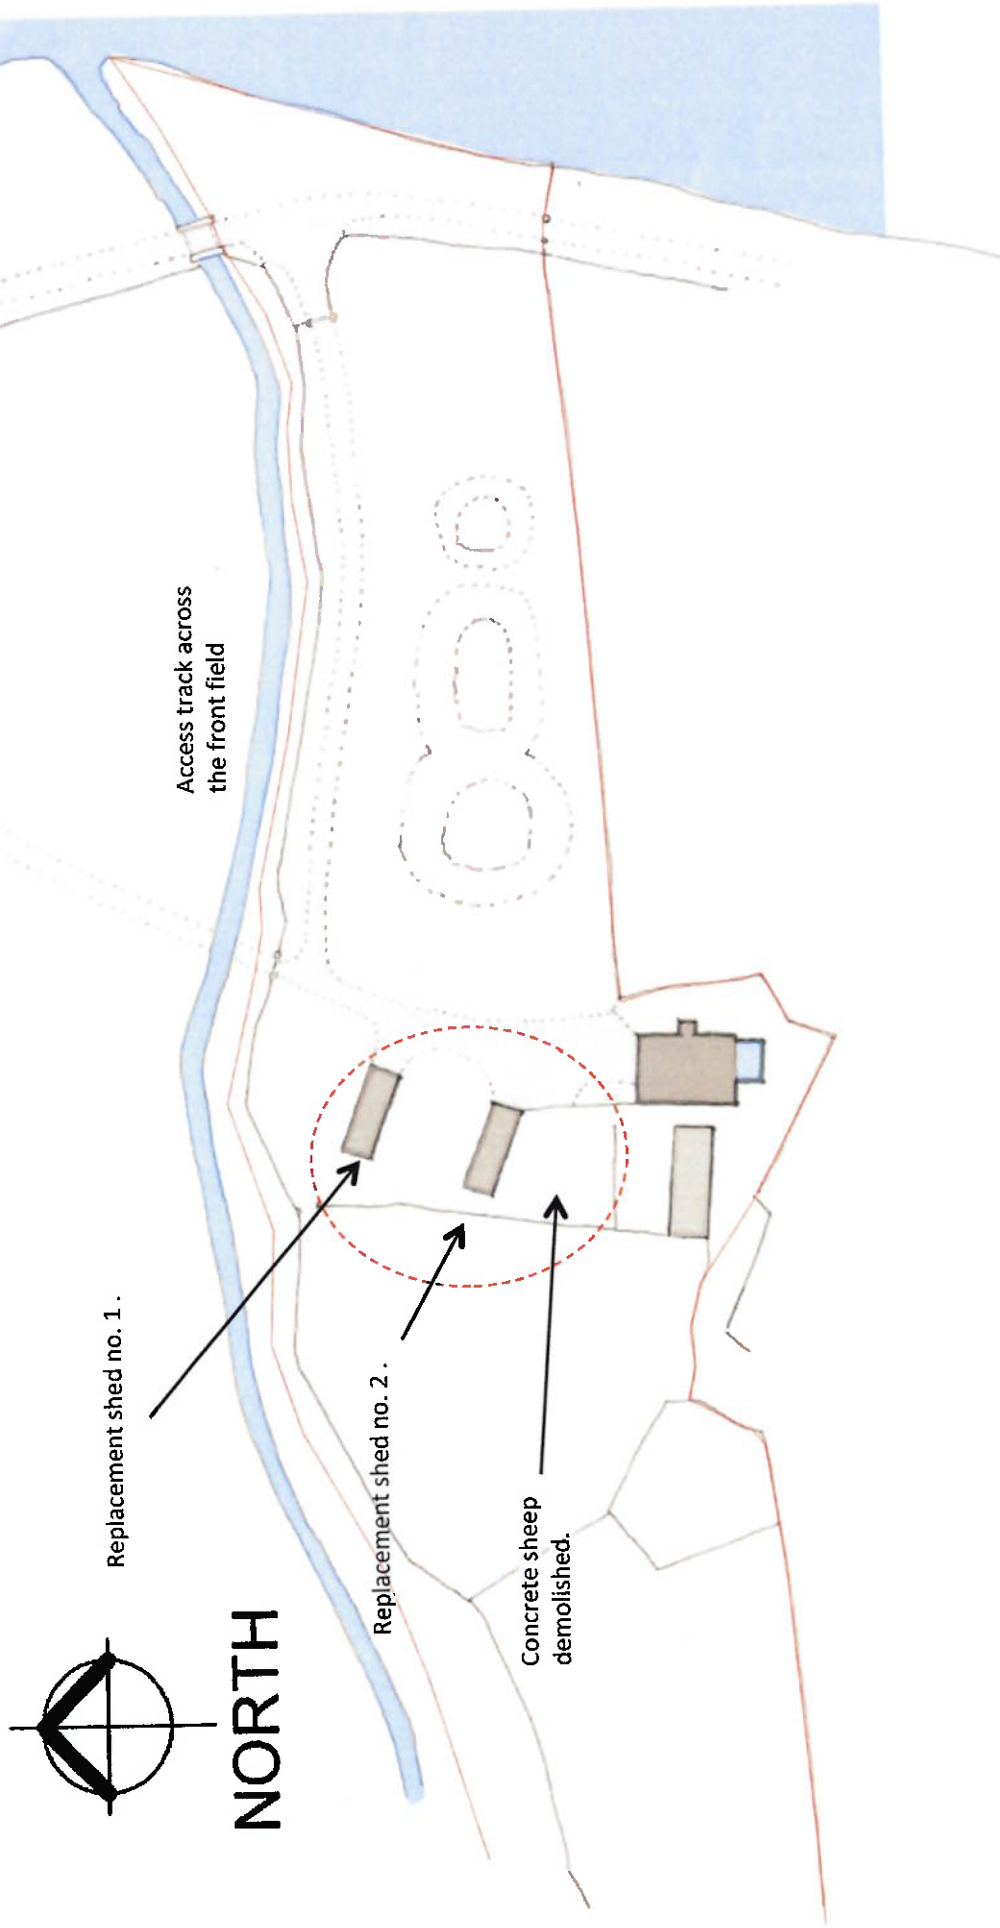 Access track across
the front field
Replacement shed no. 1 .
Replacement shed no. 2 .
Concrete sheep
demolished.
NORTH